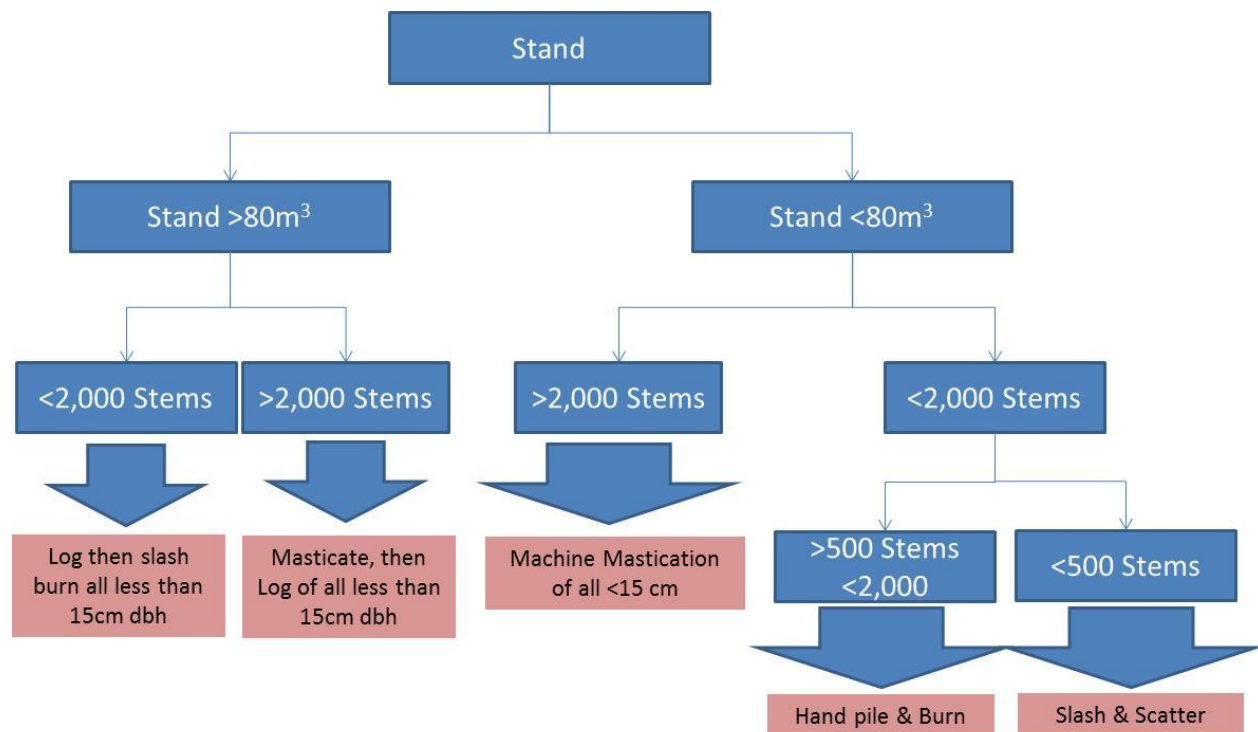 Stand
Stand >80m³
Stand <80m³
<2,000 Stems
>2,000 Stems
>2,000 Stems
<2,000 Stems
Log then slash
burn all less than
15cm dbh
Masticate, then
Log of all less than
15cm dbh
Machine Mastication
of all <15 cm
>500 Stems
<2,000
<500 Stems
Hand pile & Burn
Slash & Scatter